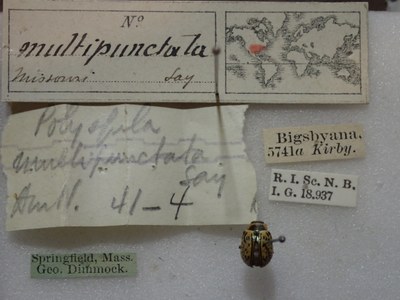 No
multipunctata
Missouri Say
Polyspila
multipunctata
Say
41-4
Bigsbyana.
5741a Kirby.
R. I. Sc. N. B.
I. G. 18.937
Springfield, Mass.
Geo. Dimmock.